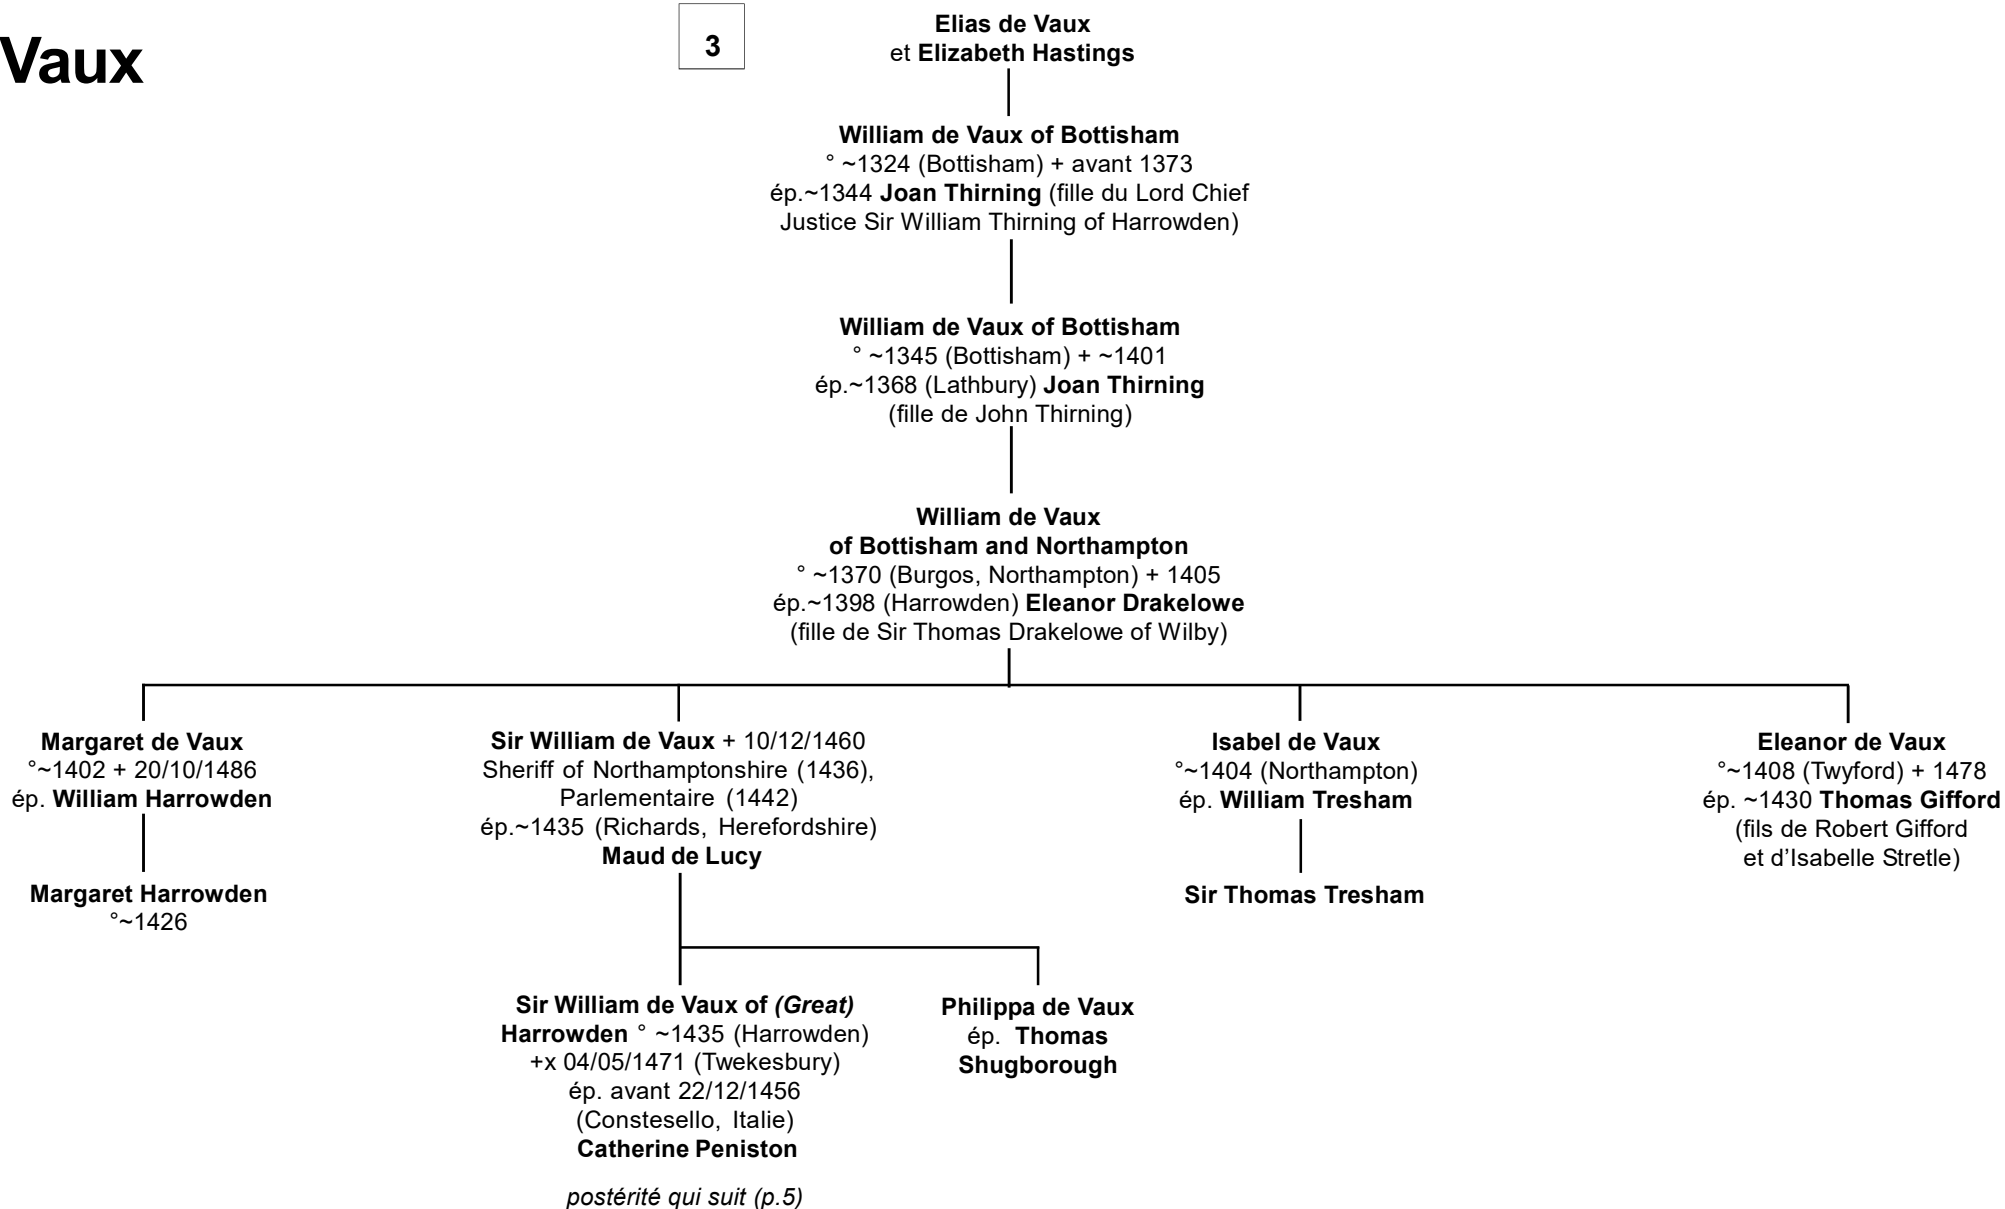 Vaux
3
Elias de Vaux
et Elizabeth Hastings
William de Vaux of Bottisham
° ~1324 (Bottisham) + avant 1373
ép.~1344 Joan Thirning (fille du Lord Chief
Justice Sir William Thirning of Harrowden)
William de Vaux of Bottisham
° ~1345 (Bottisham) + ~1401
ép.~1368 (Lathbury) Joan Thirning
(fille de John Thirning)
William de Vaux
of Bottisham and Northampton
° ~1370 (Burgos, Northampton) + 1405
ép.~1398 (Harrowden) Eleanor Drakelowe
(fille de Sir Thomas Drakelowe of Wilby)
Margaret de Vaux
°~1402 + 20/10/1486
ép. William Harrowden
Margaret Harrowden
°~1426
Sir William de Vaux + 10/12/1460
Sheriff of Northamptonshire (1436),
Parlementaire (1442)
ép.~1435 (Richards, Herefordshire)
Maud de Lucy
Isabel de Vaux
°~1404 (Northampton)
ép. William Tresham
Sir Thomas Tresham
Eleanor de Vaux
°~1408 (Twyford) + 1478
ép. ~1430 Thomas Gifford
(fils de Robert Gifford
et d’Isabelle Stretle)
Sir William de Vaux of (Great)
Harrowden ° ~1435 (Harrowden)
+x 04/05/1471 (Twekesbury)
ép. avant 22/12/1456
(Constesello, Italie)
Catherine Peniston
postérité qui suit (p.5)
Philippa de Vaux
ép. Thomas
Shugborough